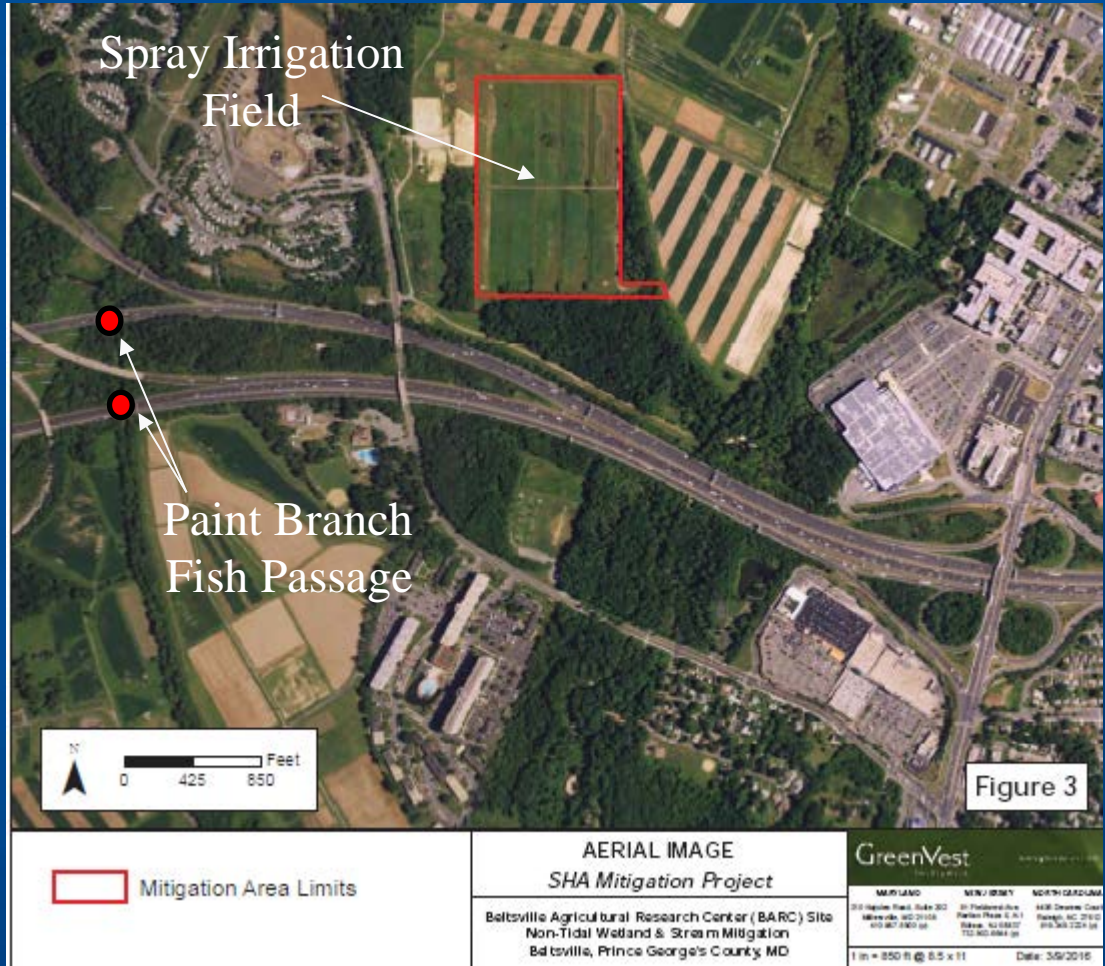 Spray Irrigation
Field
Paint Branch
Fish Passage
N
Feet
0 425 850
Figure 3
Mitigation Area Limits
AERIAL IMAGE
SHA Mitigation Project
Beltsville Agricultural Research Center (BARC) Site
Non-Tidal Wetland & Stream Mitigation
Beltsville, Prince George's County, MD
GreenVest
MARYLAND
NEW JERSEY
NORTH CAROLINA
1 in = 850 ft @ 8.5 x 11
Date: 3/9/2016